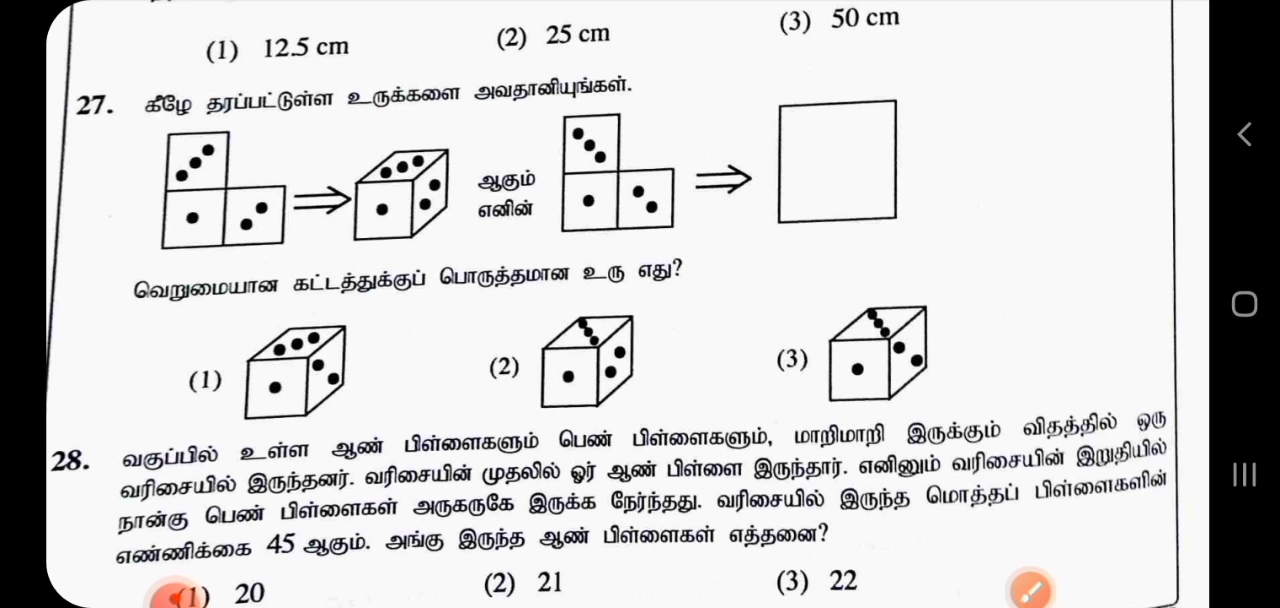 (1) 12.5 cm (2) 25 cm (3) 50 cm
27. கீழே தரப்பட்டுள்ள உருக்களை அவதானியுங்கள்.
ஆகும்
எனின்
வெறுமையான கட்டத்துக்குப் பொருத்தமான உரு எது?
(1) (2) (3)
28. வகுப்பில் உள்ள ஆண் பிள்ளைகளும் பெண் பிள்ளைகளும், மாறிமாறி இருக்கும் விதத்தில் ஒரு
வரிசையில் இருந்தனர். வரிசையின் முதலில் ஓர் ஆண் பிள்ளை இருந்தார். எனினும் வரிசையின் இறுதியில்
நான்கு பெண் பிள்ளைகள் அருகருகே இருக்க நேர்ந்தது. வரிசையில் இருந்த மொத்தப் பிள்ளைகளின்
எண்ணிக்கை 45 ஆகும். அங்கு இருந்த ஆண் பிள்ளைகள் எத்தனை?
(1) 20 (2) 21 (3) 22